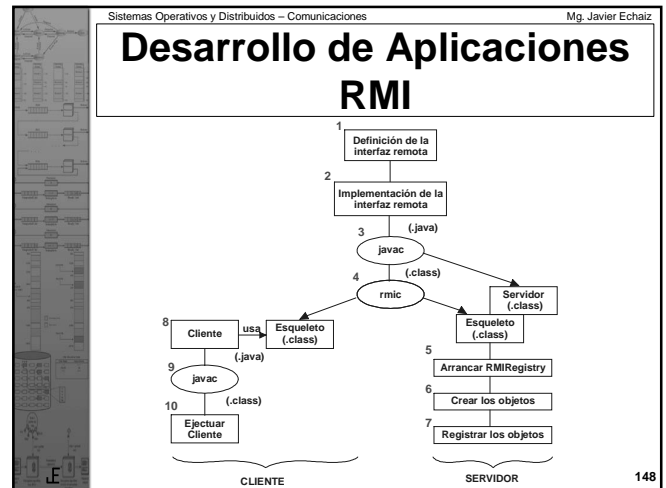 Sistemas Operativos y Distribuidos – Comunicaciones
Mg. Javier Echaiz
Desarrollo de Aplicaciones
RMI
1
Definición de la
interfaz remota
2
Implementación de la
interfaz remota
(.java)
3
javac
(.class)
4
rmic
Servidor
(.class)
8
Cliente
usa
(.java)
Esqueleto
(.class)
Esqueleto
(.class)
5
Arrancar RMIRegistry
9
javac
(.class)
6
Crear los objetos
10
Ejectuar
Cliente
7
Registrar los objetos
CLIENTE
SERVIDOR
148
JE